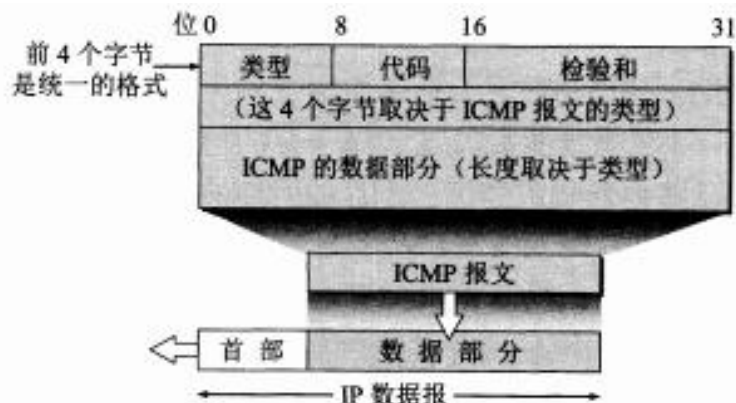 位 0 8 16 31
前 4 个字节
是统一的格式
类型 代码 检验和
（这 4 个字节取决于 ICMP 报文的类型）
ICMP 的数据部分（长度取决于类型）
ICMP 报文
首 部 数 据 部 分
IP 数据报